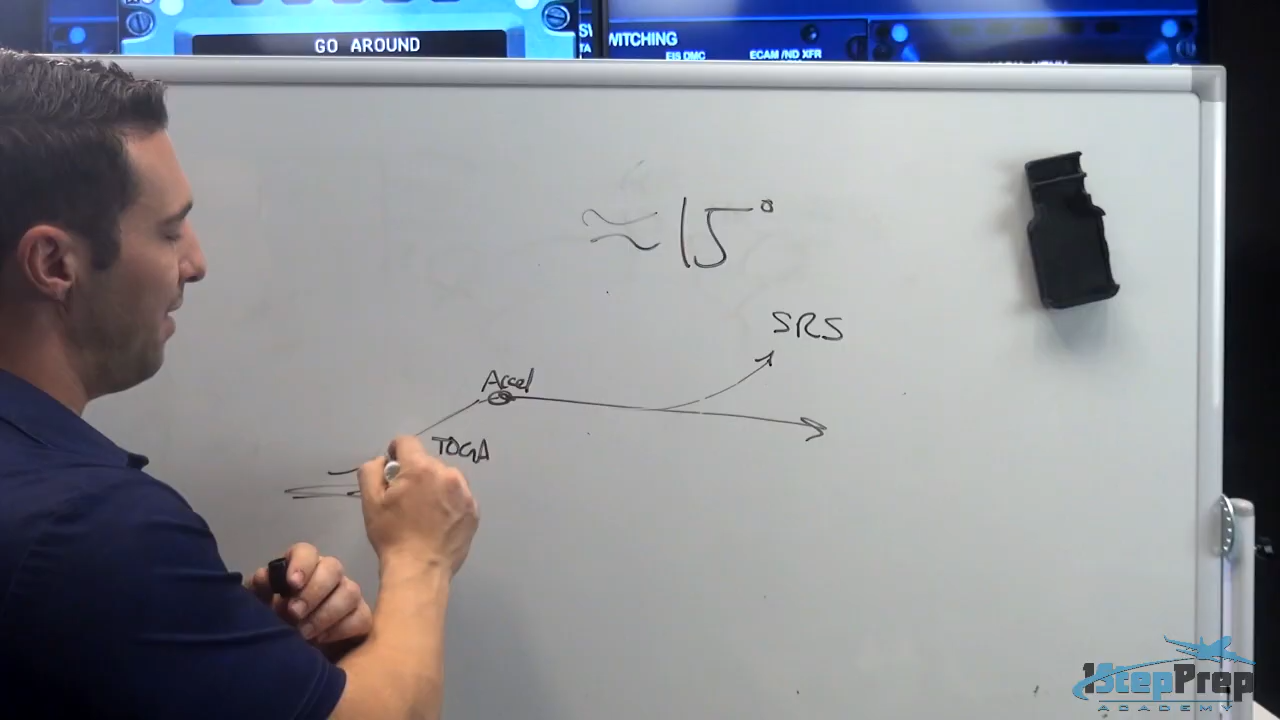 GO AROUND
WITCHING
EIS DMC
ECAM /ND XFR
≈ 15°
SRS
Accel
TOGA
1StepPrep
ACADEMY